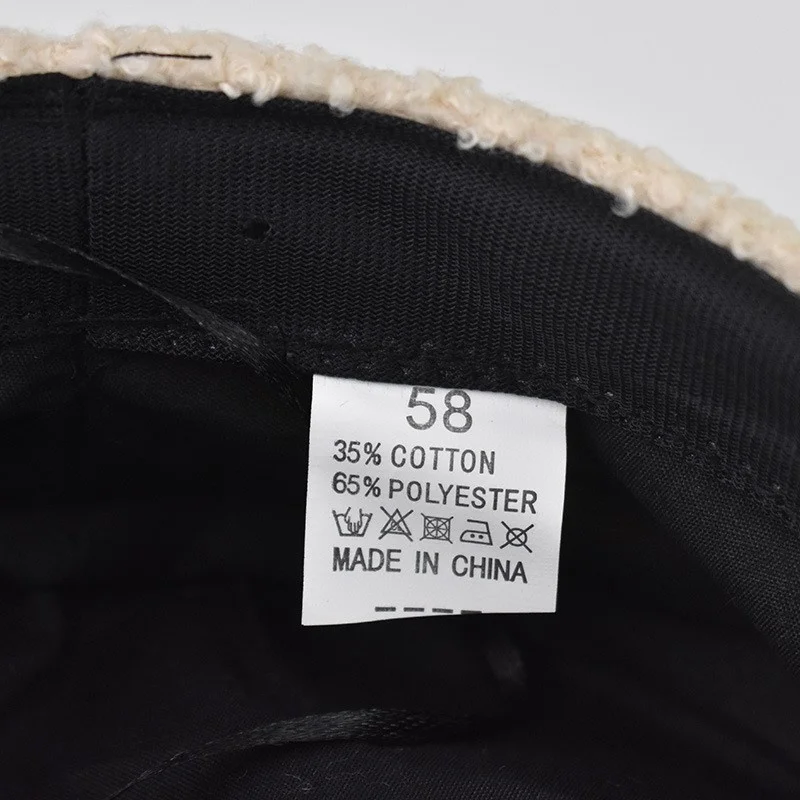 58
35% COTTON
65% POLYESTER
MADE IN CHINA